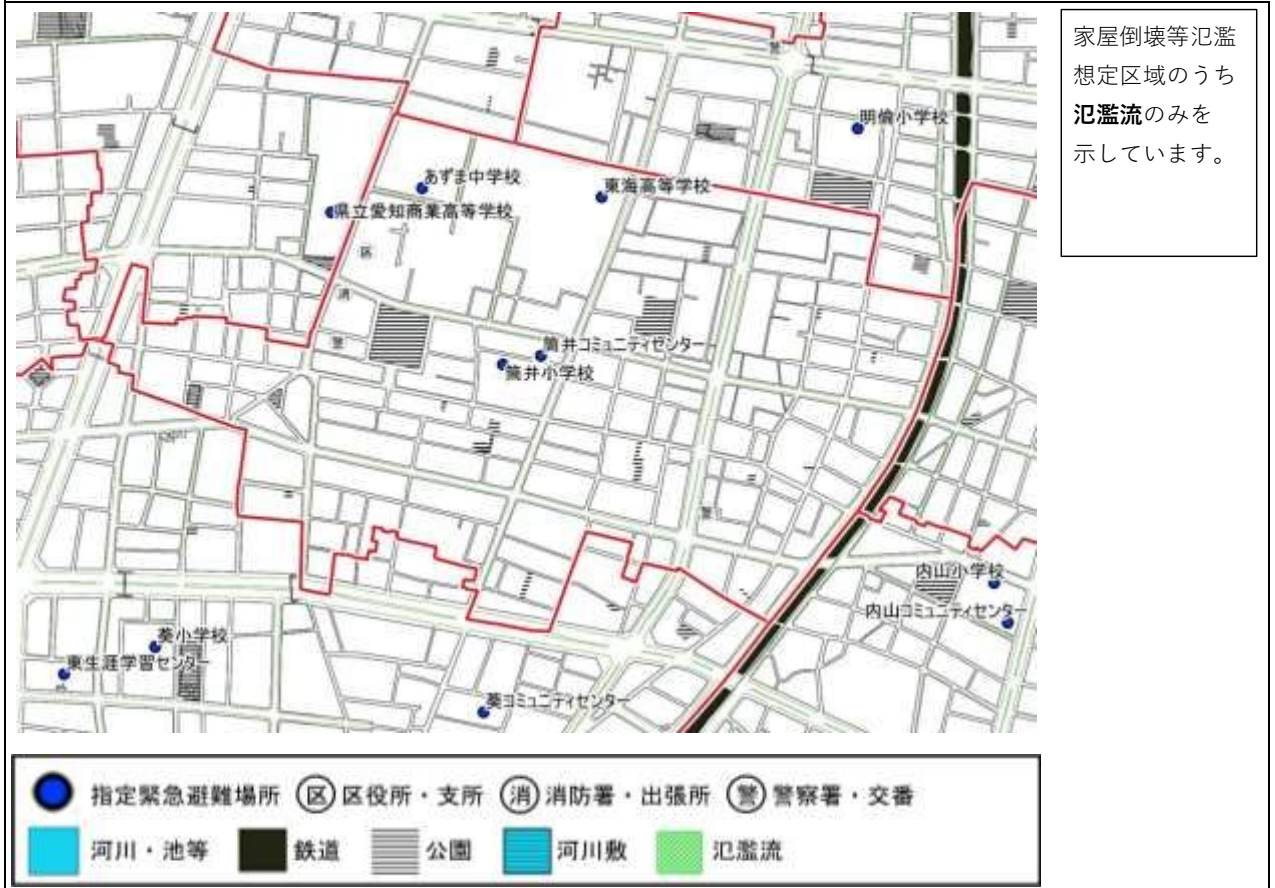 家屋倒壊等氾濫
想定区域のうち
氾濫流のみを
示しています。
警
明倫小学校
あずま中学校
東海高等学校
県立愛知商業高等学校
区
消
警
筒井コミュニティセンター
筒井小学校
警
内山小学校
内山コミュニティセンター
葵小学校
東生涯学習センター
葵コミュニティセンター
指定緊急避難場所 区 区役所・支所 消 消防署・出張所 警 警察署・交番
河川・池等 鉄道 公園 河川敷 氾濫流